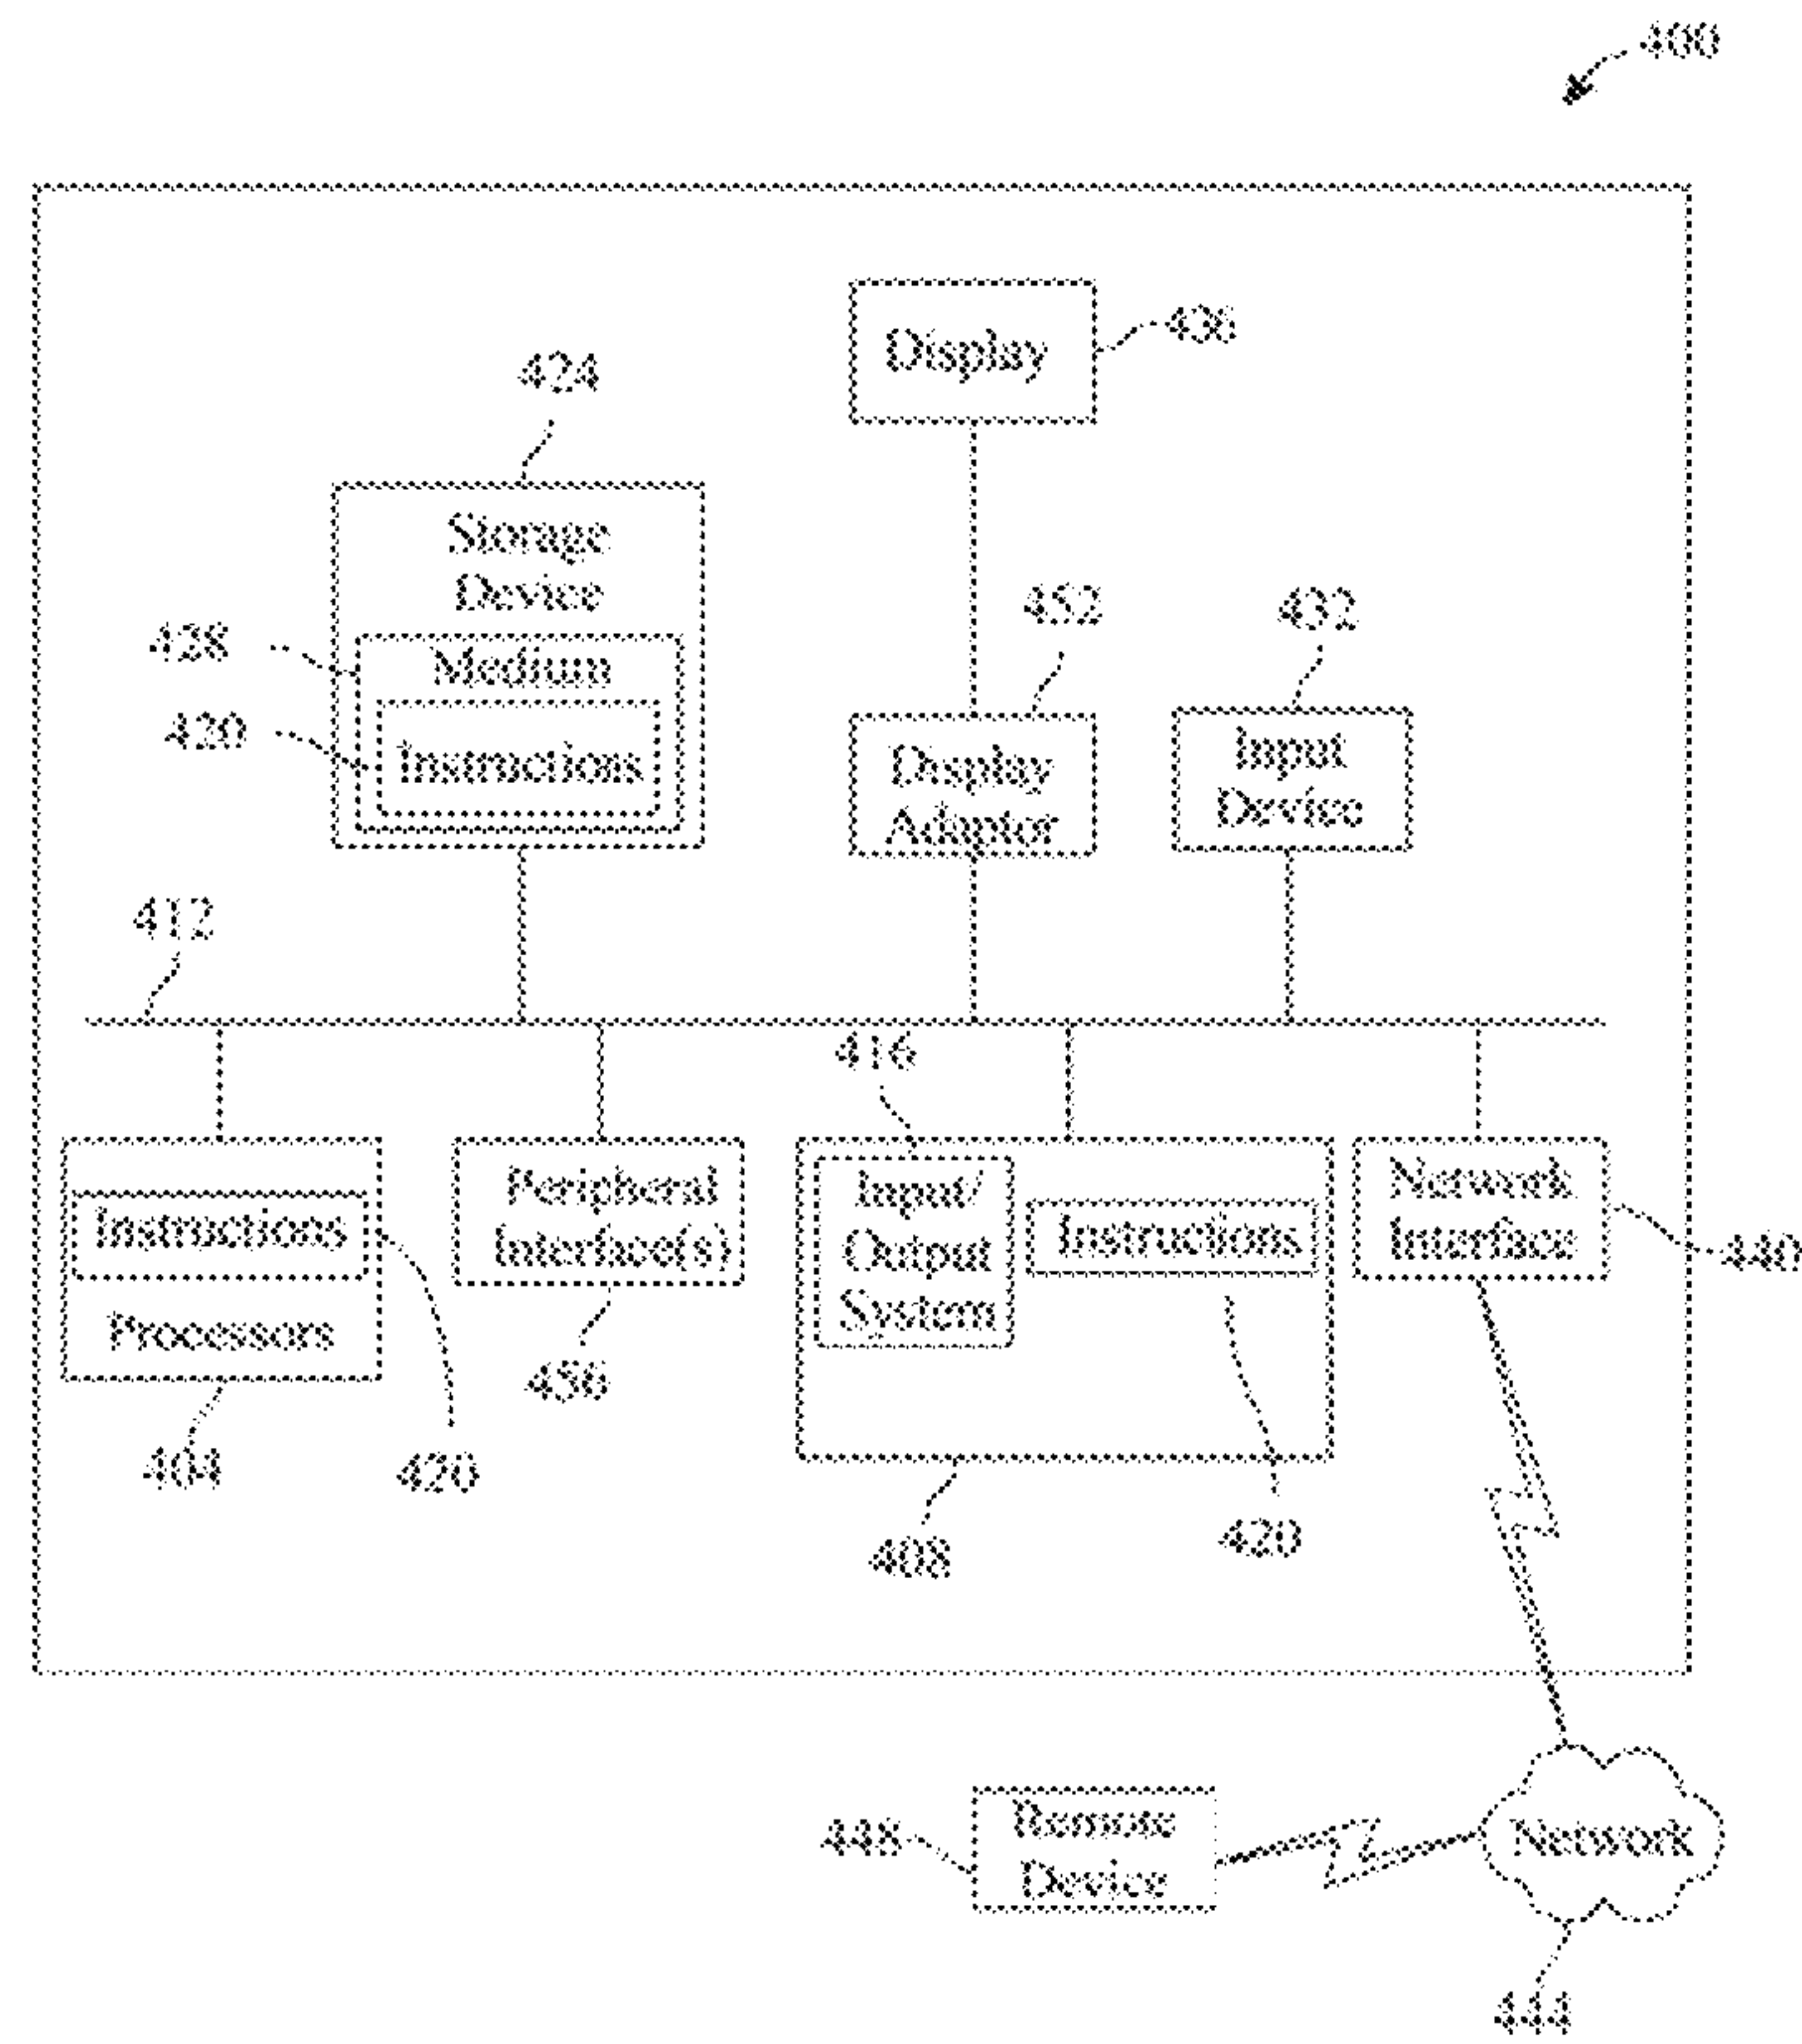 400
Display
436
424
Storage
Device
428
Medium
420
Instructions
452
Display
Adapter
432
Input
Device
412
416
Instructions
Processors
404
420
Peripheral
Interface(s)
456
Input/
Output
System
Instructions
408
420
Network
Interface
440
448
Remote
Device
Network
444